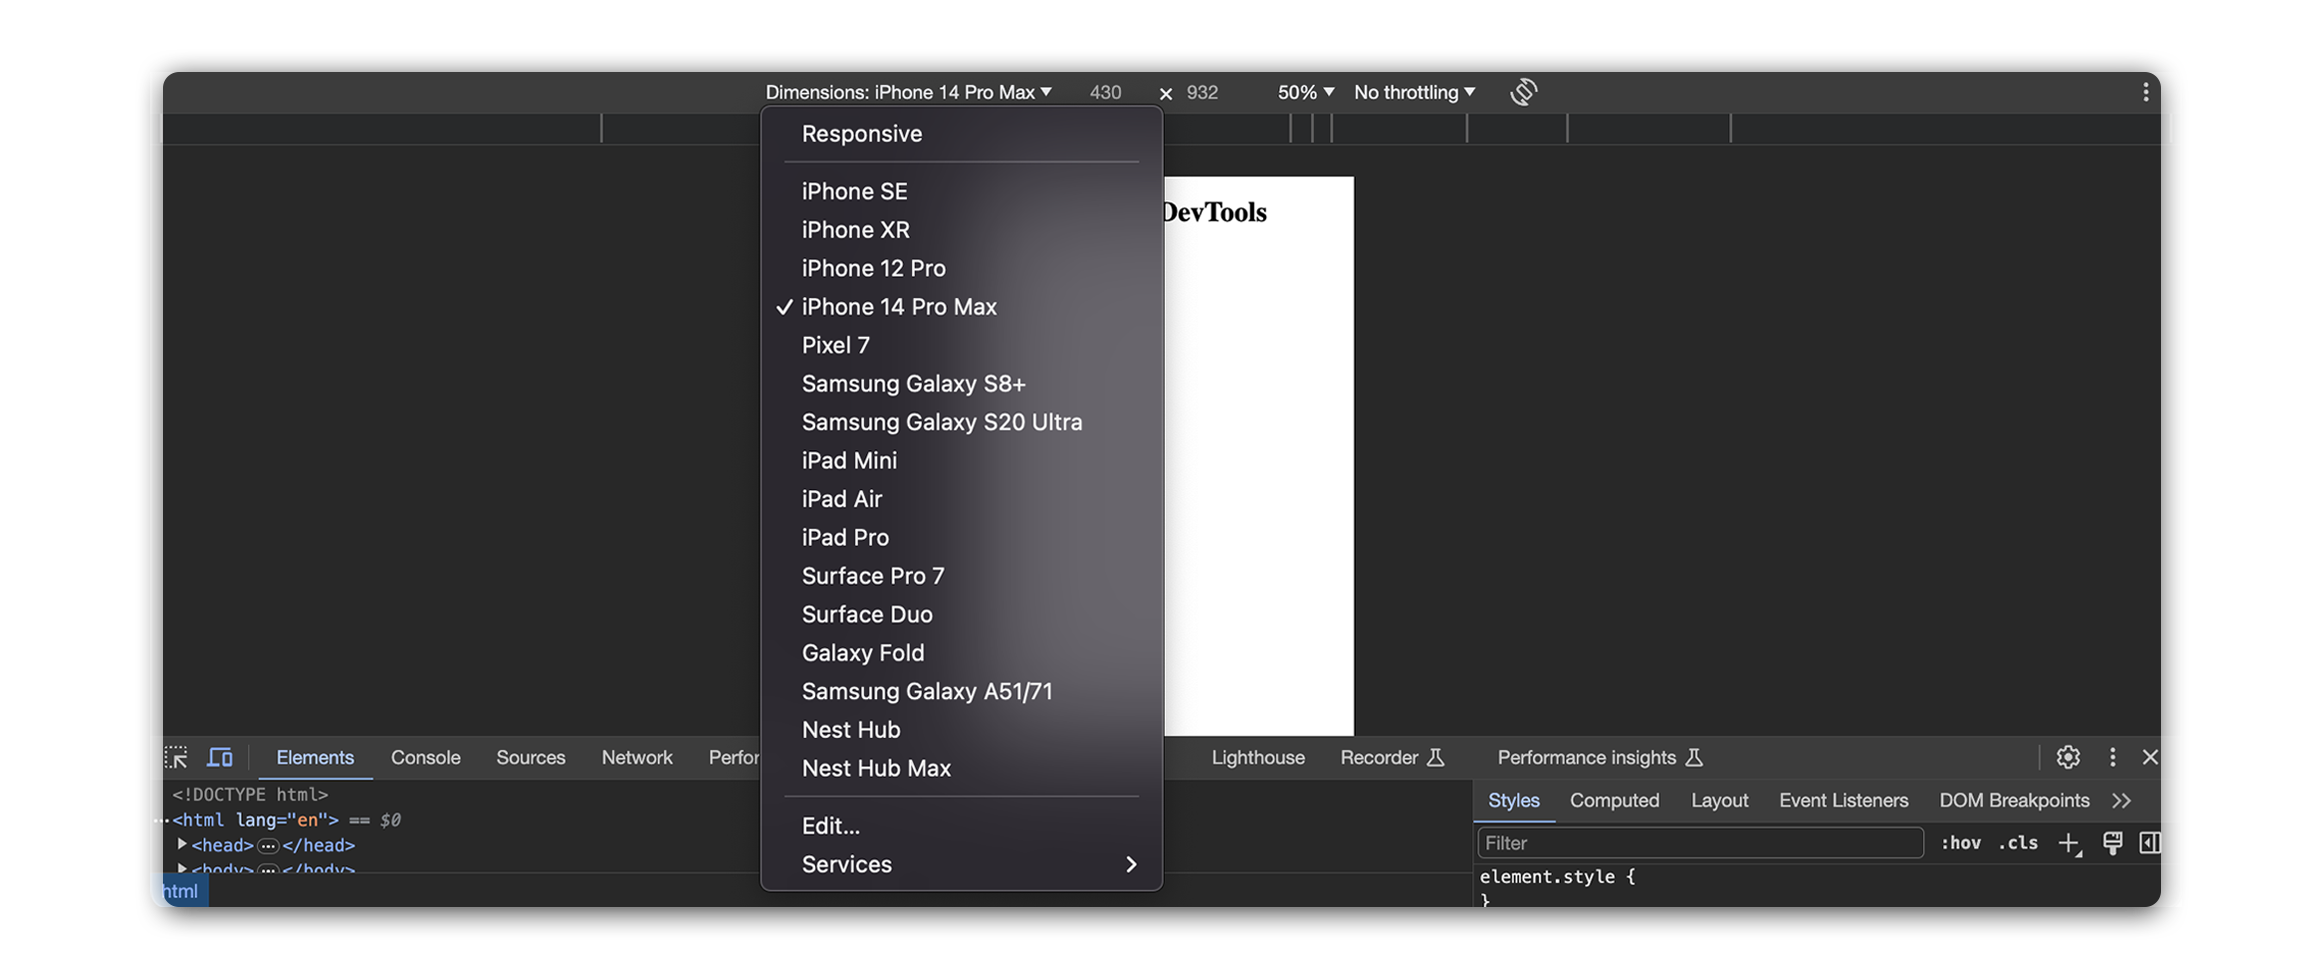 Dimensions: iPhone 14 Pro Max 430 × 932 50% No throttling
Responsive
iPhone SE
iPhone XR
iPhone 12 Pro
✓ iPhone 14 Pro Max
Pixel 7
Samsung Galaxy S8+
Samsung Galaxy S20 Ultra
iPad Mini
iPad Air
iPad Pro
Surface Pro 7
Surface Duo
Galaxy Fold
Samsung Galaxy A51/71
Nest Hub
Nest Hub Max
Edit...
Services
DevTools
Elements Console Sources Network Perfor Lighthouse Recorder Performance insights
<!DOCTYPE html>
<html lang="en"> == $0
<head>…</head>
<body>…</body>
html
Styles Computed Layout Event Listeners DOM Breakpoints
Filter :hov .cls
element.style {
}